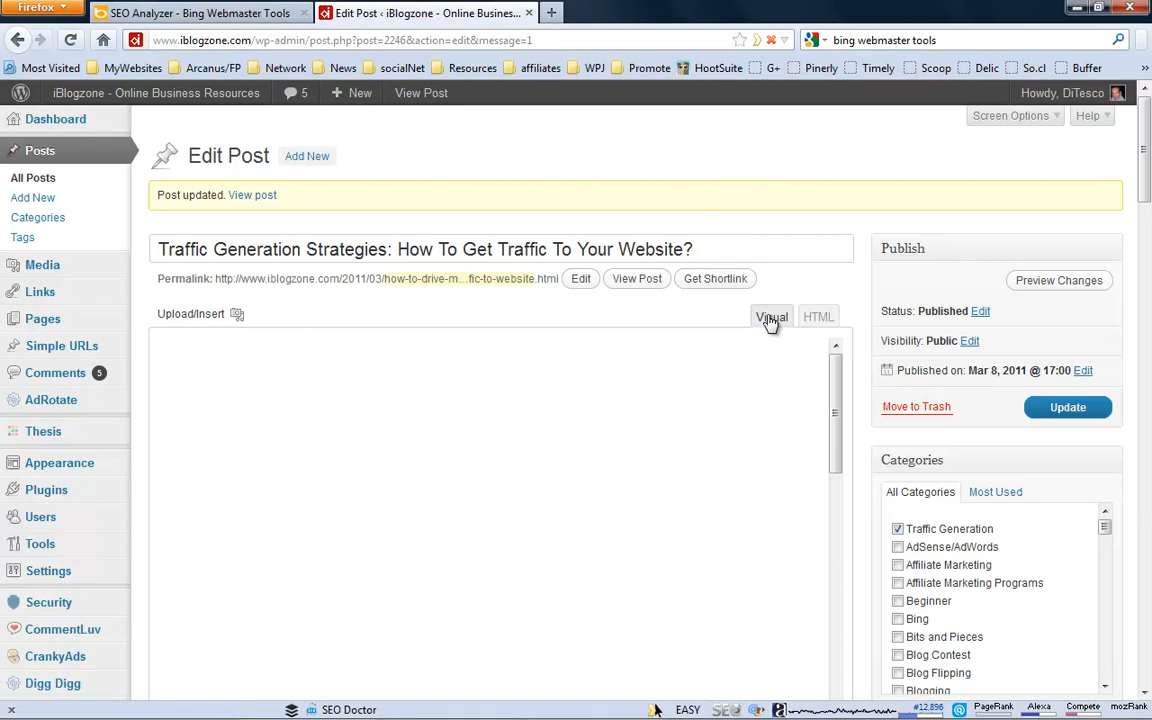 Firefox
SEO Analyzer - Bing Webmaster Tools
Edit Post ‹ iBlogzone - Online Busines...
www.iblogzone.com/wp-admin/post.php?post=2246&action=edit&message=1
bing webmaster tools
Most Visited MyWebsites Arcanus/FP Network News socialNet Resources affiliates WPJ Promote HootSuite G+ Pinerly Timely Scoop Delic So.cl Buffer
iBlogzone - Online Business Resources 5 + New View Post Howdy, DiTesco
Screen Options Help
Dashboard
Posts
All Posts
Add New
Categories
Tags
Media
Links
Pages
Simple URLs
Comments 5
AdRotate
Thesis
Appearance
Plugins
Users
Tools
Settings
Security
CommentLuv
CrankyAds
Digg Digg
Edit Post Add New
Post updated. View post
Traffic Generation Strategies: How To Get Traffic To Your Website?
Permalink: http://www.iblogzone.com/2011/03/how-to-drive-m...fic-to-website.html Edit View Post Get Shortlink
Upload/Insert
Visual HTML
Publish
Preview Changes
Status: Published Edit
Visibility: Public Edit
Published on: Mar 8, 2011 @ 17:00 Edit
Move to Trash Update
Categories
All Categories Most Used
Traffic Generation
AdSense/AdWords
Affiliate Marketing
Affiliate Marketing Programs
Beginner
Bing
Bits and Pieces
Blog Contest
Blog Flipping
Blogging
SEO Doctor EASY SEO #12,896 PageRank Alexa Compete mozRank